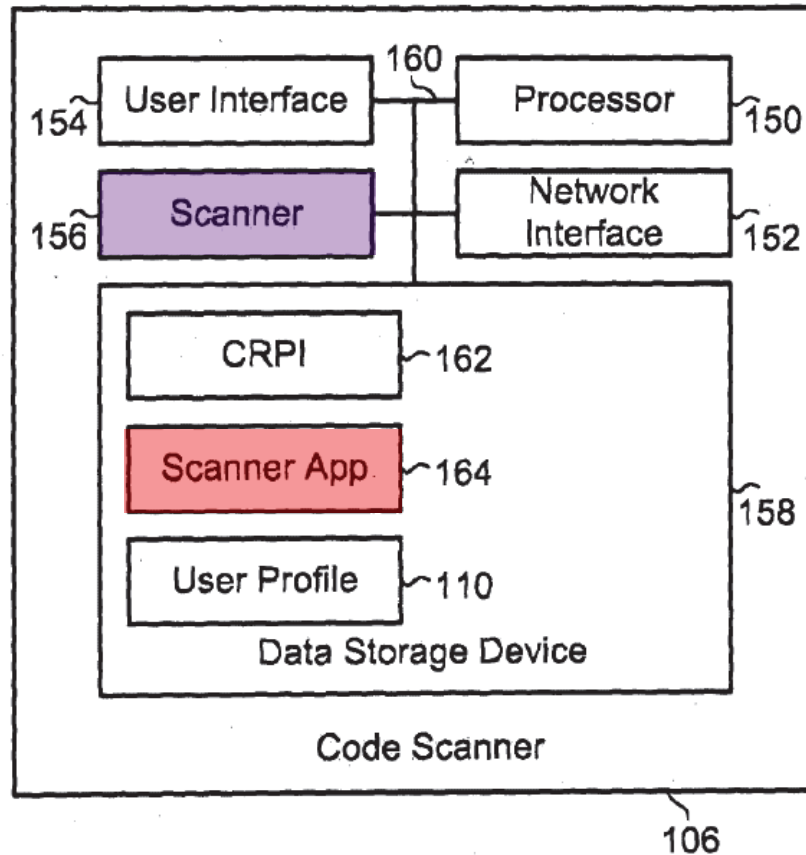 160
User Interface
Processor
154
150
Scanner
Network
Interface
156
152
CRPI
162
Scanner App
164
158
User Profile
110
Data Storage Device
Code Scanner
106